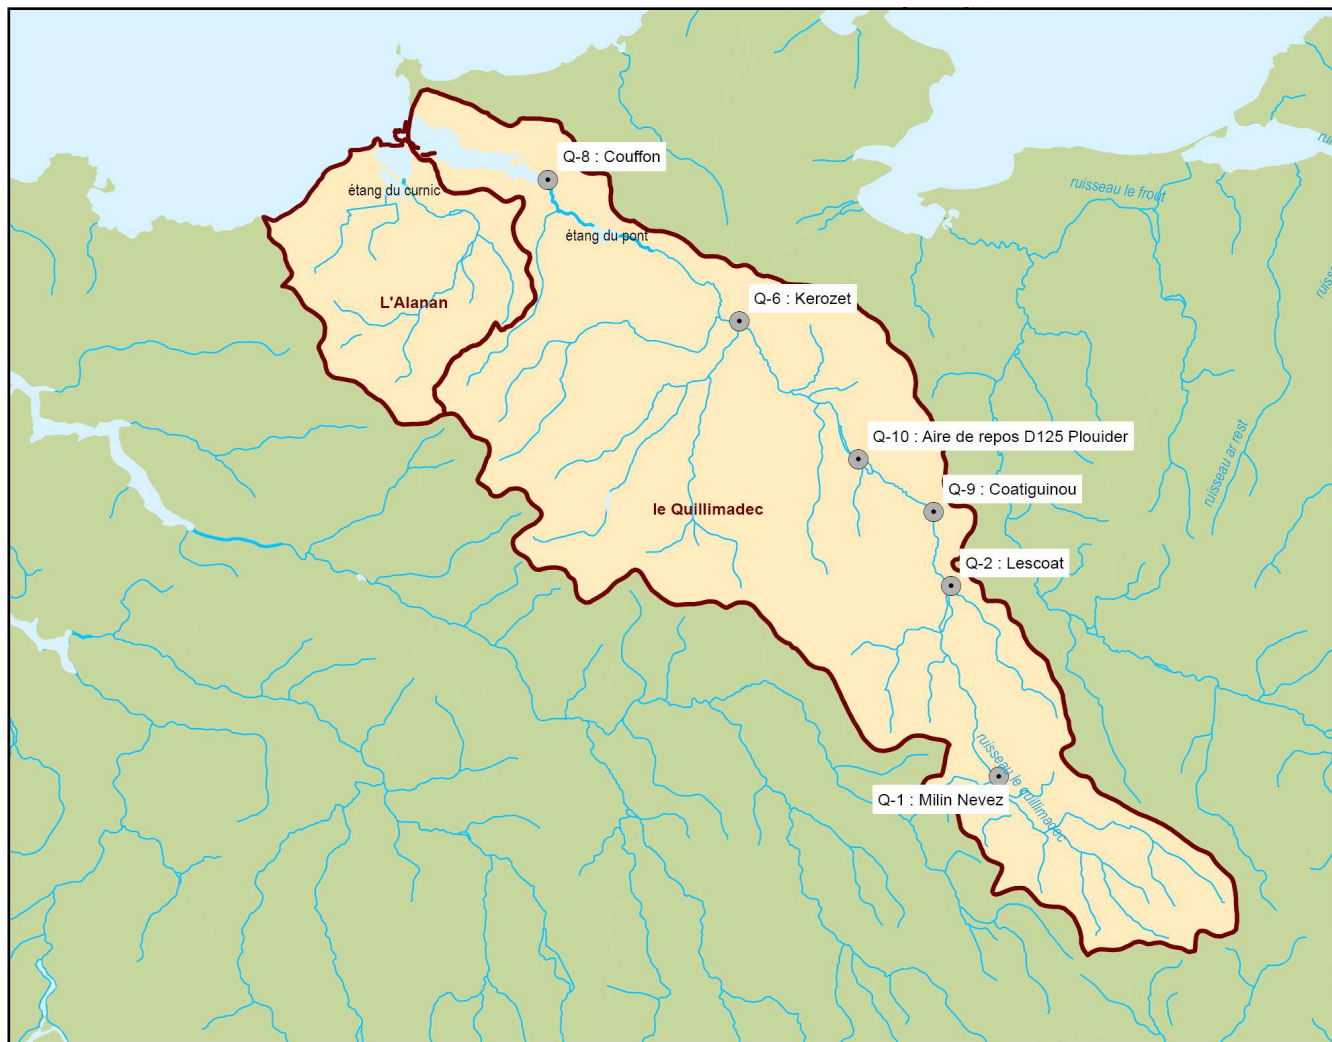 Q-8 : Couffon
étang du curnic
ruisseau le frout
étang du pont
L'Alanan
Q-6 : Kerozet
Q-10 : Aire de repos D125 Plouider
ruisseau ar rest
Q-9 : Coatiguinou
le Quillimadec
Q-2 : Lescoat
ruisseau le quillimadec
Q-1 : Milin Nevez